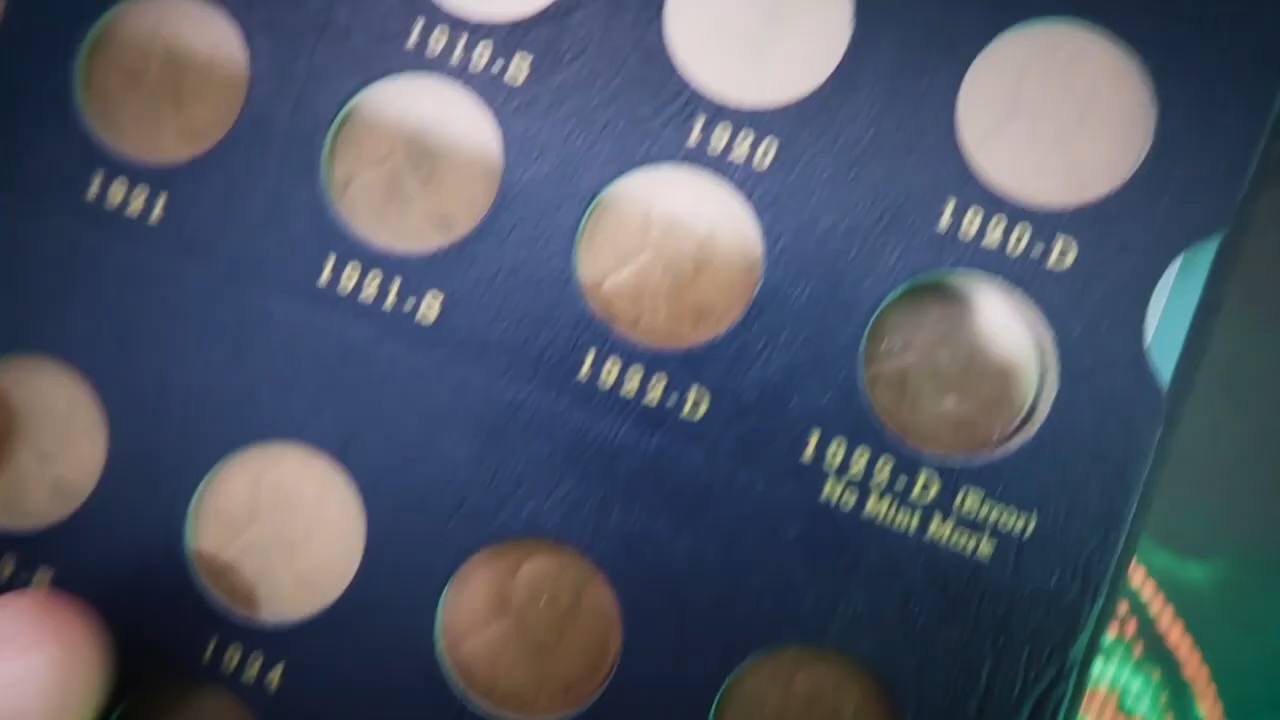 1919-S
1920
1920-D
1921
1921-S
1922-D
1922-D (Error)
No Mint Mark
1924